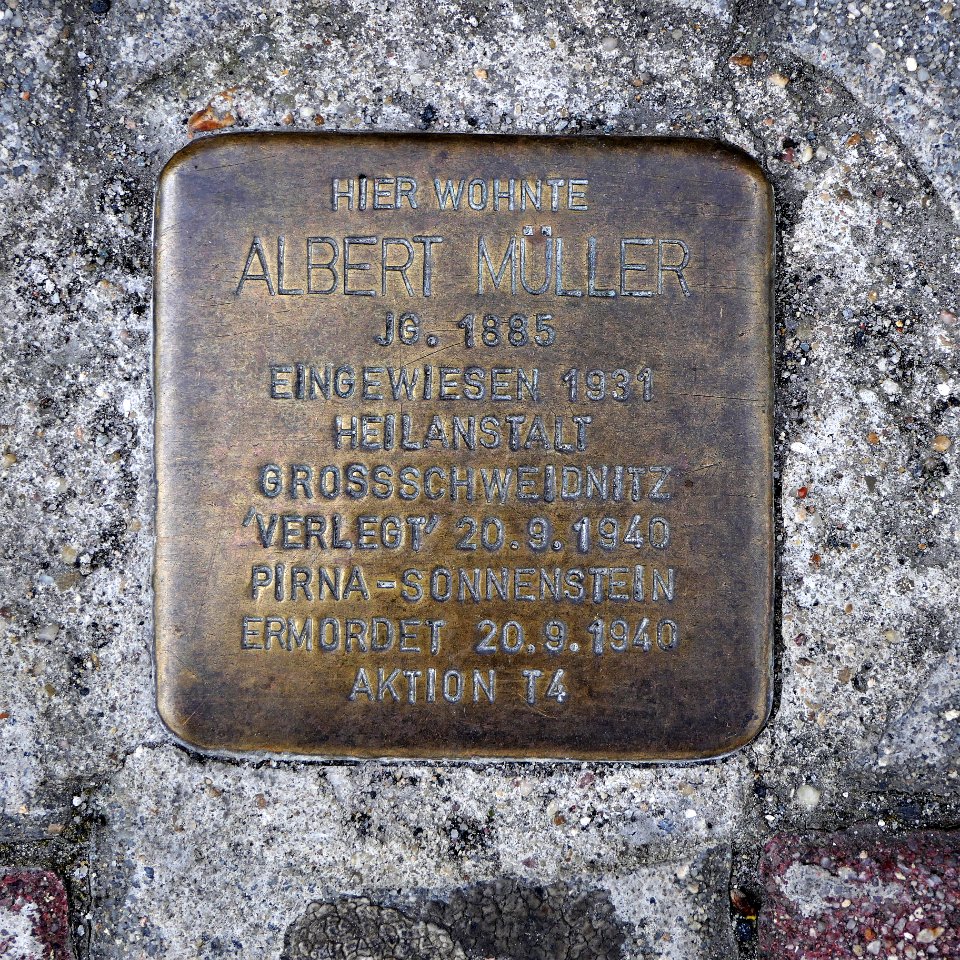 HIER WOHNTE
ALBERT MÜLLER
JG. 1885
EINGEWIESEN 1931
HEILANSTALT
GROSSSCHWEIDNITZ
'VERLEGT' 20.9.1940
PIRNA-SONNENSTEIN
ERMORDET 20.9.1940
AKTION T4